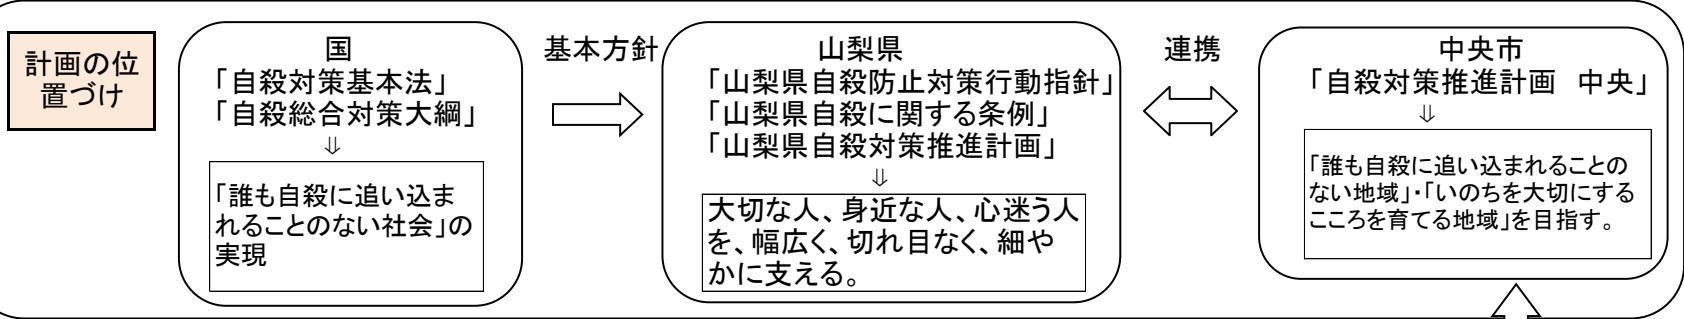 計画の位
置づけ
国
「自殺対策基本法」
「自殺総合対策大綱」
⇓
「誰も自殺に追い込ま
れることのない社会」の
実現
基本方針
山梨県
「山梨県自殺防止対策行動指針」
「山梨県自殺に関する条例」
「山梨県自殺対策推進計画」
⇓
大切な人、身近な人、心迷う人
を、幅広く、切れ目なく、細や
かに支える。
連携
中央市
「自殺対策推進計画　中央」
⇓
「誰も自殺に追い込まれることの
ない地域」・「いのちを大切にする
こころを育てる地域」を目指す。